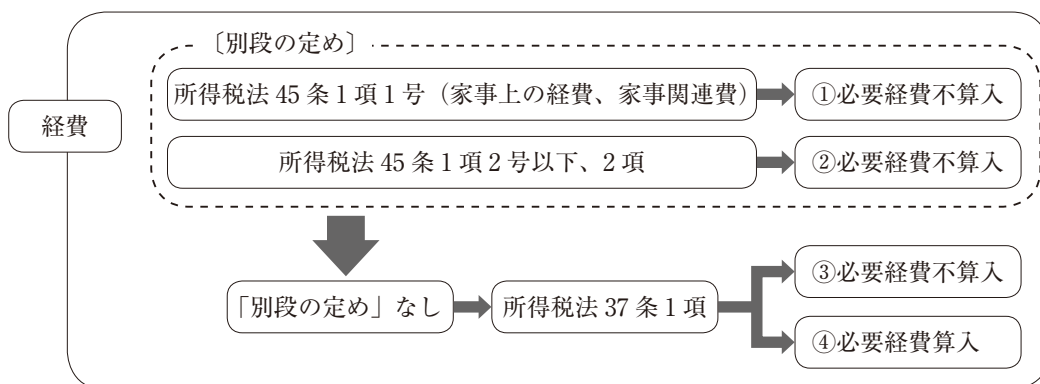 〔別段の定め〕
所得税法 45 条 1 項 1 号（家事上の経費、家事関連費）
①必要経費不算入
経費
所得税法 45 条 1 項 2 号以下、2 項
②必要経費不算入
「別段の定め」なし
所得税法 37 条 1 項
③必要経費不算入
④必要経費算入